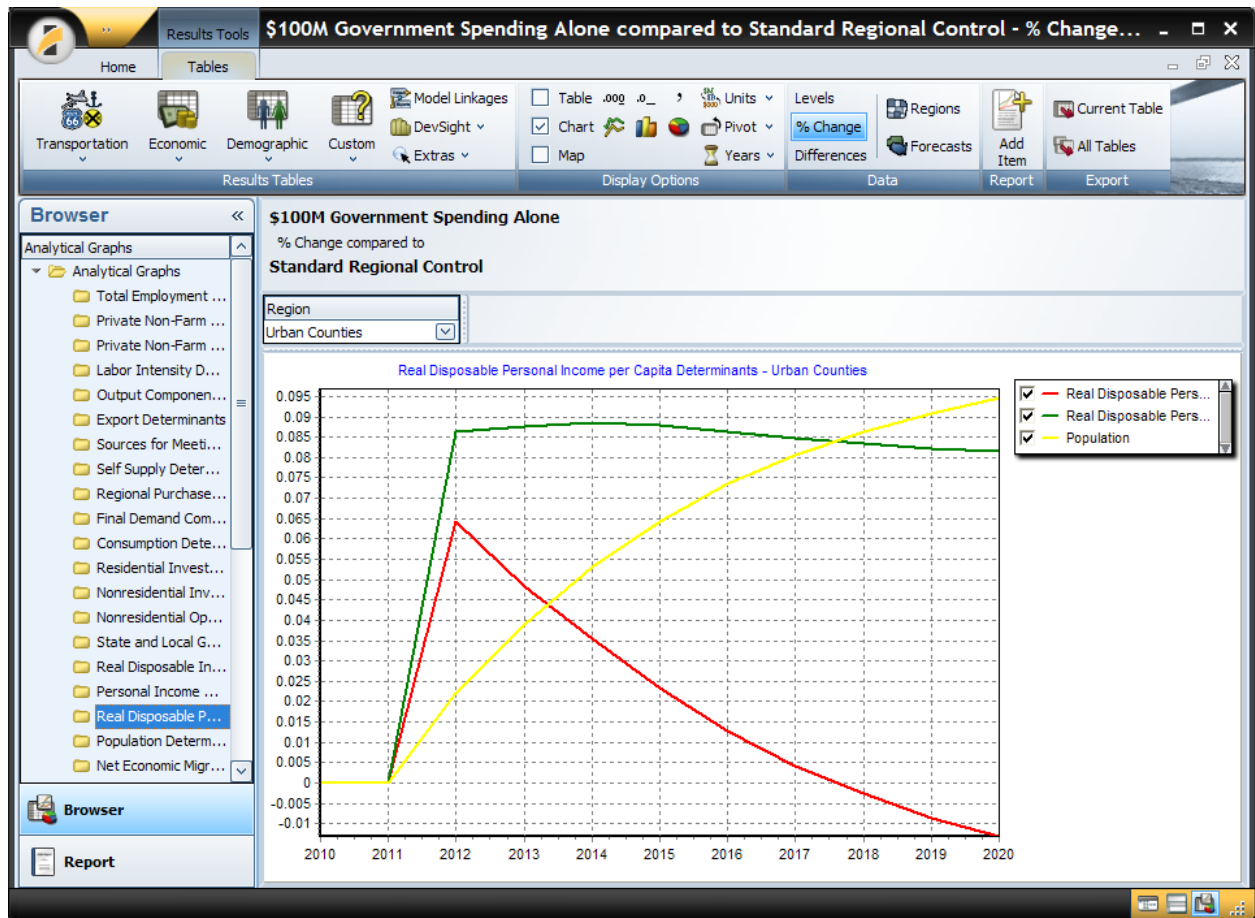 Results Tools
$100M Government Spending Alone compared to Standard Regional Control - % Change...
Home
Tables
Transportation
Economic
Demographic
Custom
Model Linkages
DevSight
Extras
Results Tables
Table .000 .0_ ,
Units
Chart
Pivot
Map
Years
Display Options
Levels
% Change
Differences
Regions
Forecasts
Data
Add
Item
Report
Current Table
All Tables
Export
Browser «
Analytical Graphs
Analytical Graphs
Total Employment ...
Private Non-Farm ...
Private Non-Farm ...
Labor Intensity D...
Output Componen...
Export Determinants
Sources for Meeti...
Self Supply Deter...
Regional Purchase...
Final Demand Com...
Consumption Dete...
Residential Invest...
Nonresidential Inv...
Nonresidential Op...
State and Local G...
Real Disposable In...
Personal Income ...
Real Disposable P...
Population Determ...
Net Economic Migr...
Browser
Report
$100M Government Spending Alone
% Change compared to
Standard Regional Control
Region
Urban Counties
Real Disposable Personal Income per Capita Determinants - Urban Counties
0.095
0.09
0.085
0.08
0.075
0.07
0.065
0.06
0.055
0.05
0.045
0.04
0.035
0.03
0.025
0.02
0.015
0.01
0.005
0
-0.005
-0.01
2010 2011 2012 2013 2014 2015 2016 2017 2018 2019 2020
Real Disposable Pers...
Real Disposable Pers...
Population